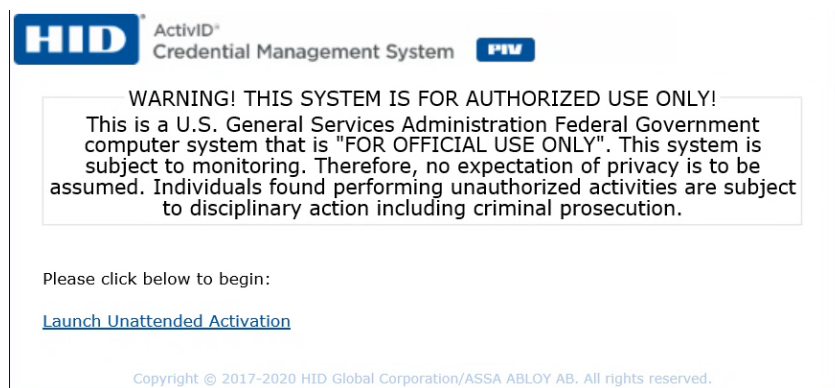 HID
ActivID®
Credential Management System PIV
WARNING! THIS SYSTEM IS FOR AUTHORIZED USE ONLY!
This is a U.S. General Services Administration Federal Government
computer system that is "FOR OFFICIAL USE ONLY". This system is
subject to monitoring. Therefore, no expectation of privacy is to be
assumed. Individuals found performing unauthorized activities are subject
to disciplinary action including criminal prosecution.
Please click below to begin:
Launch Unattended Activation
Copyright © 2017-2020 HID Global Corporation/ASSA ABLOY AB. All rights reserved.